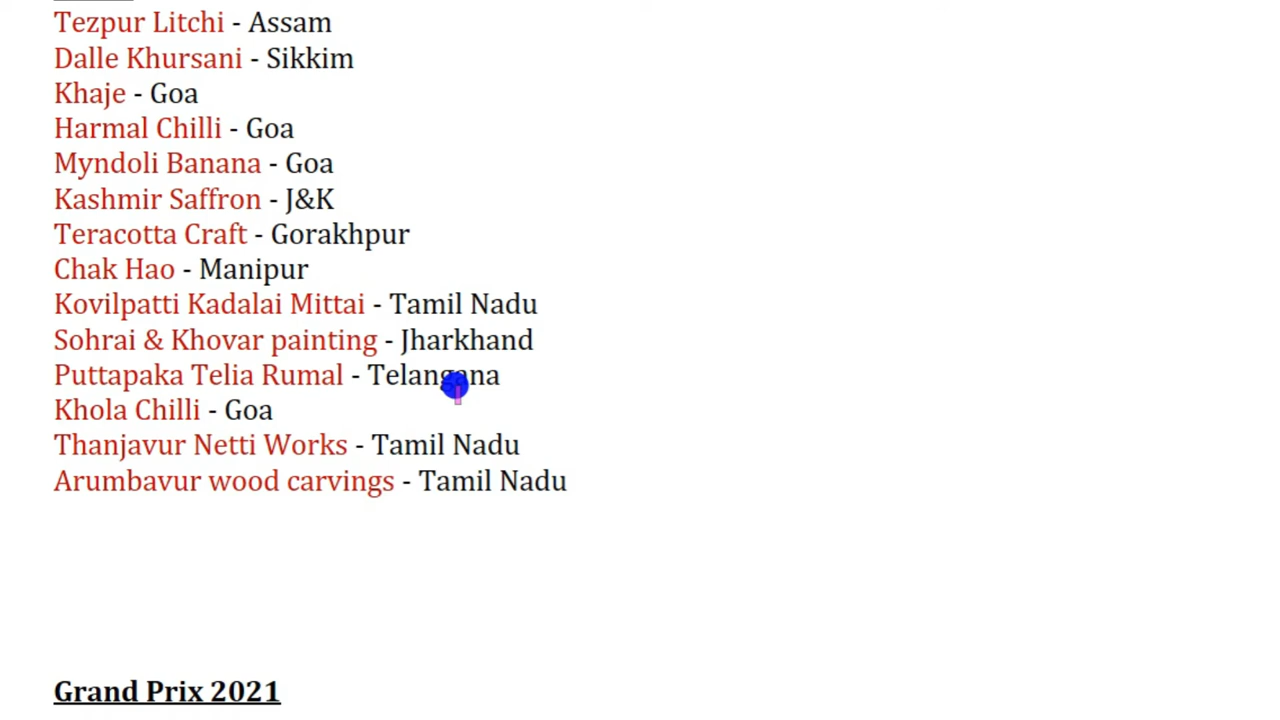 Tezpur Litchi - Assam
Dalle Khursani - Sikkim
Khaje - Goa
Harmal Chilli - Goa
Myndoli Banana - Goa
Kashmir Saffron - J&K
Teracotta Craft - Gorakhpur
Chak Hao - Manipur
Kovilpatti Kadalai Mittai - Tamil Nadu
Sohrai & Khovar painting - Jharkhand
Puttapaka Telia Rumal - Telangana
Khola Chilli - Goa
Thanjavur Netti Works - Tamil Nadu
Arumbavur wood carvings - Tamil Nadu
Grand Prix 2021